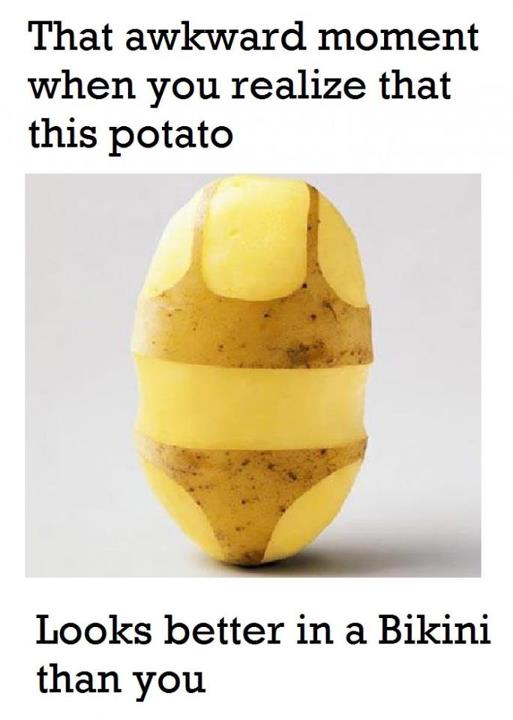 That awkward moment
when you realize that
this potato
Looks better in a Bikini
than you